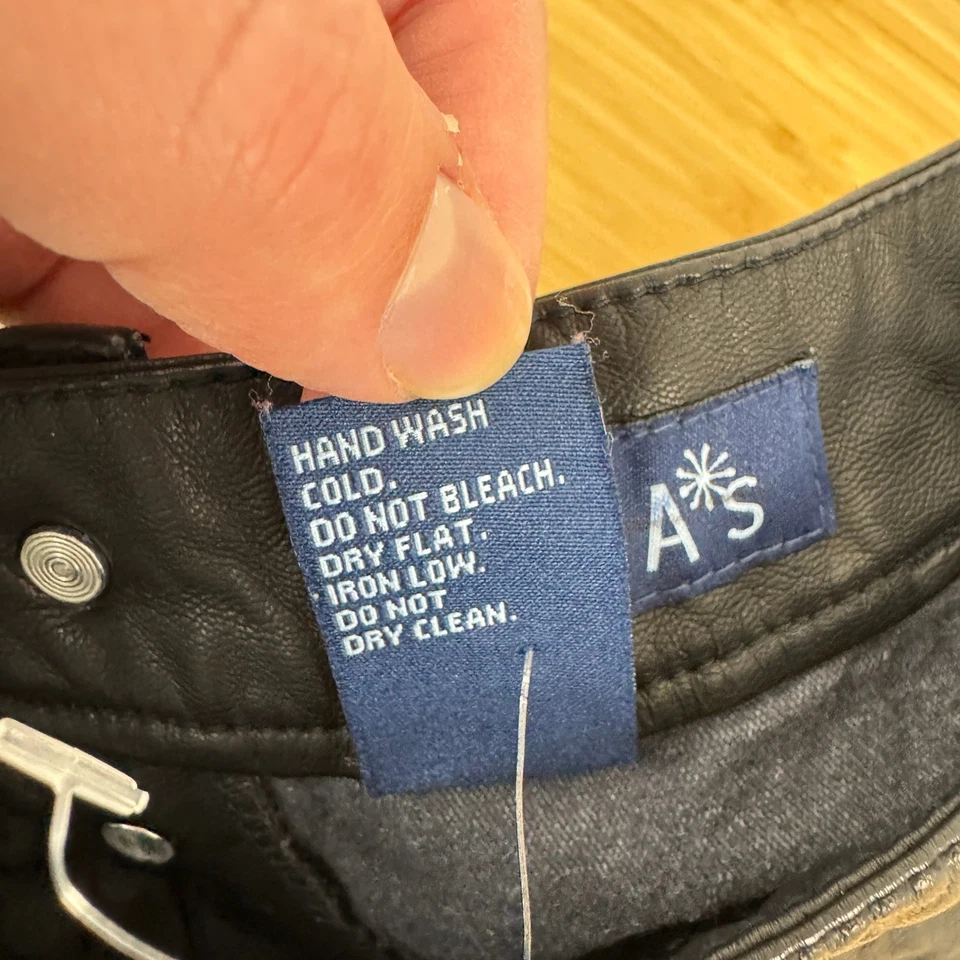 HAND WASH
COLD.
DO NOT BLEACH.
DRY FLAT.
IRON LOW.
DO NOT
DRY CLEAN.
A*S